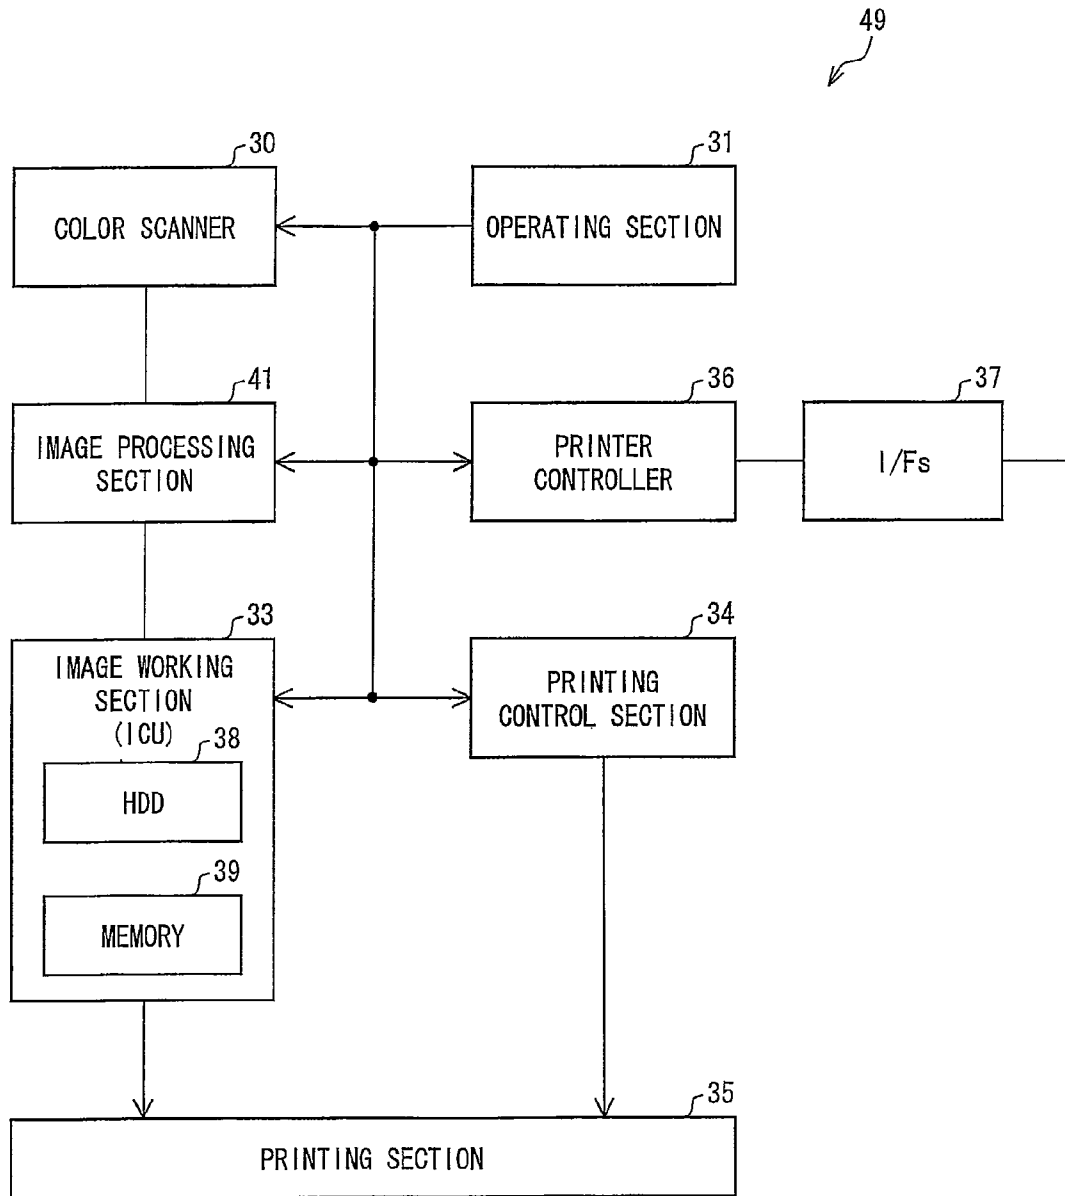 49
30
COLOR SCANNER
31
OPERATING SECTION
41
IMAGE PROCESSING
SECTION
36
PRINTER
CONTROLLER
37
I/Fs
33
IMAGE WORKING
SECTION
(ICU)
38
HDD
39
MEMORY
34
PRINTING
CONTROL SECTION
35
PRINTING SECTION